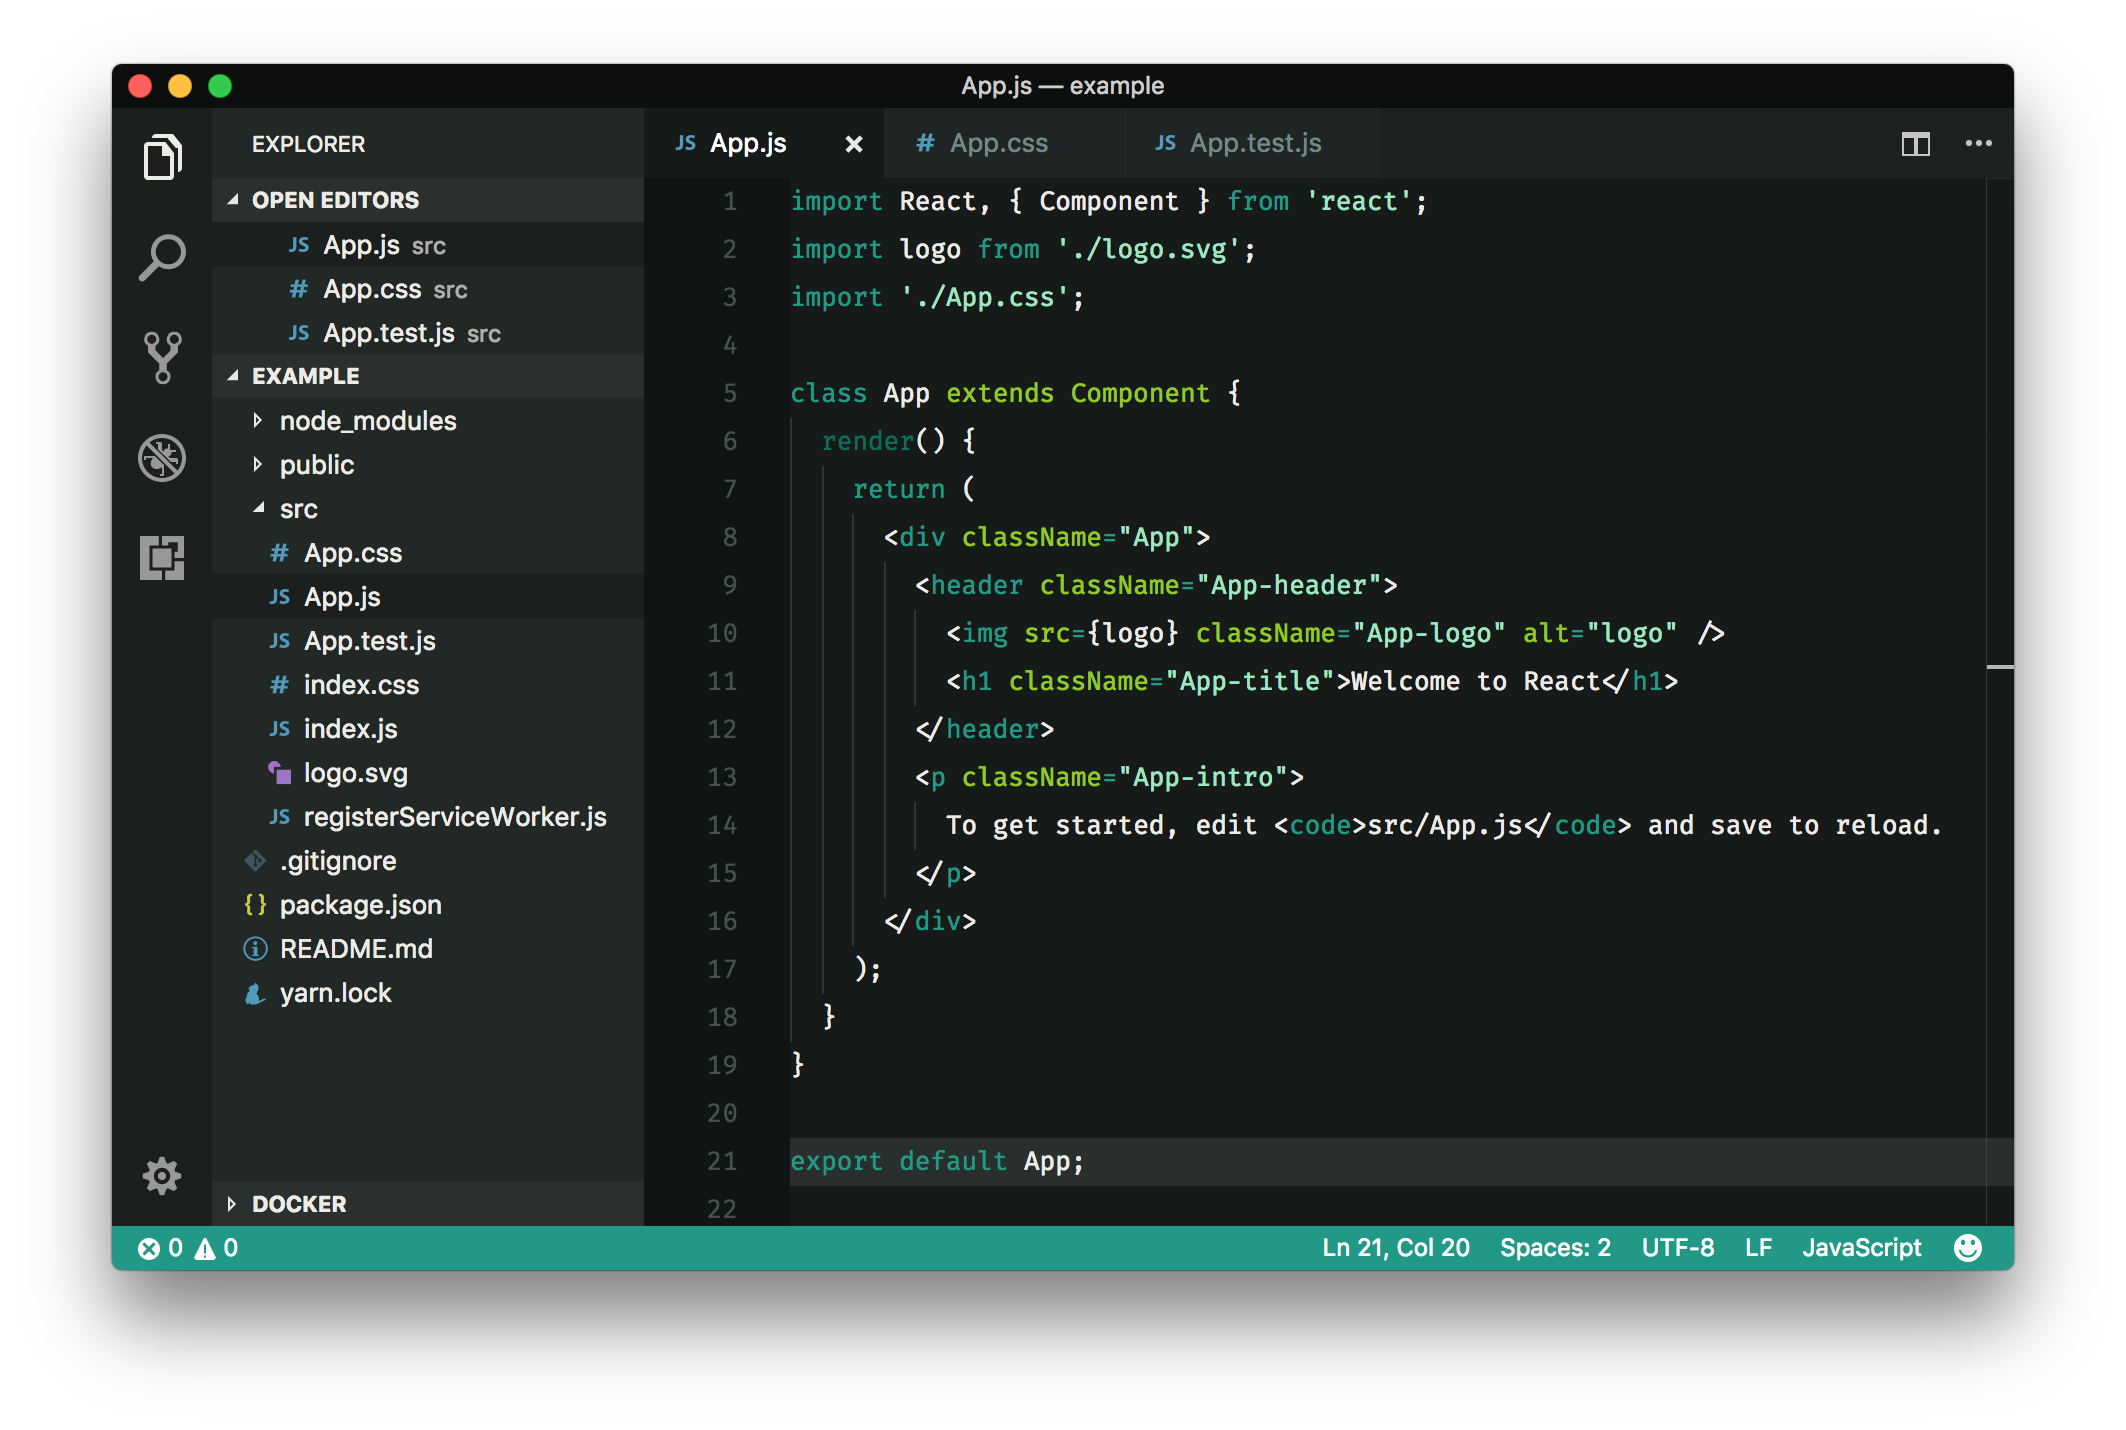 App.js — example
EXPLORER
OPEN EDITORS
JS App.js src
# App.css src
JS App.test.js src
EXAMPLE
node_modules
public
src
# App.css
JS App.js
JS App.test.js
# index.css
JS index.js
logo.svg
JS registerServiceWorker.js
.gitignore
{} package.json
README.md
yarn.lock
DOCKER
JS App.js
# App.css
JS App.test.js
1 import React, { Component } from 'react';
2 import logo from './logo.svg';
3 import './App.css';
4
5 class App extends Component {
6 render() {
7 return (
8 <div className="App">
9 <header className="App-header">
10 <img src={logo} className="App-logo" alt="logo" />
11 <h1 className="App-title">Welcome to React</h1>
12 </header>
13 <p className="App-intro">
14 To get started, edit <code>src/App.js</code> and save to reload.
15 </p>
16 </div>
17 );
18 }
19 }
20
21 export default App;
22
0 0
Ln 21, Col 20 Spaces: 2 UTF-8 LF JavaScript